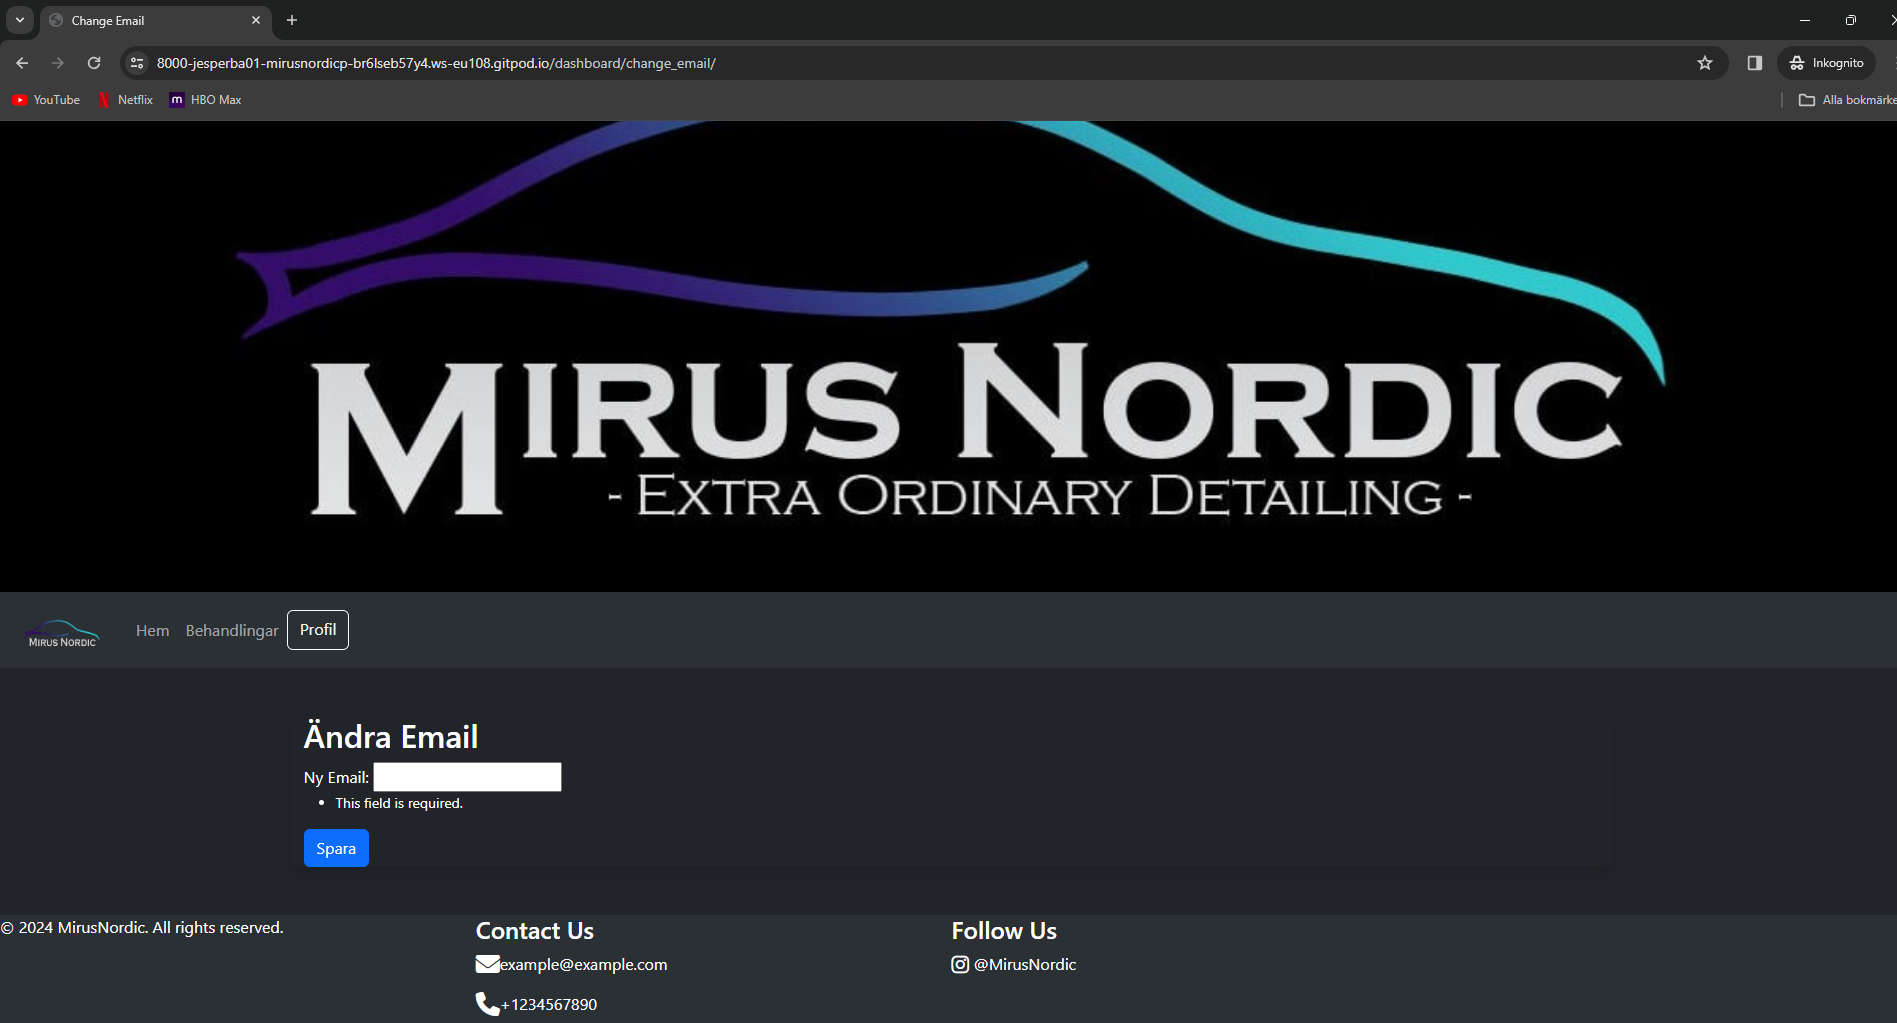 Change Email
8000-jesperba01-mirusnordicp-br6lseb57y4.ws-eu108.gitpod.io/dashboard/change_email/
Inkognito
YouTube
Netflix
m HBO Max
Alla bokmärke
MIRUS NORDIC
- EXTRA ORDINARY DETAILING -
MIRUS NORDIC
Hem
Behandlingar
Profil
Ändra Email
Ny Email:
• This field is required.
Spara
© 2024 MirusNordic. All rights reserved.
Contact Us
example@example.com
+1234567890
Follow Us
@MirusNordic